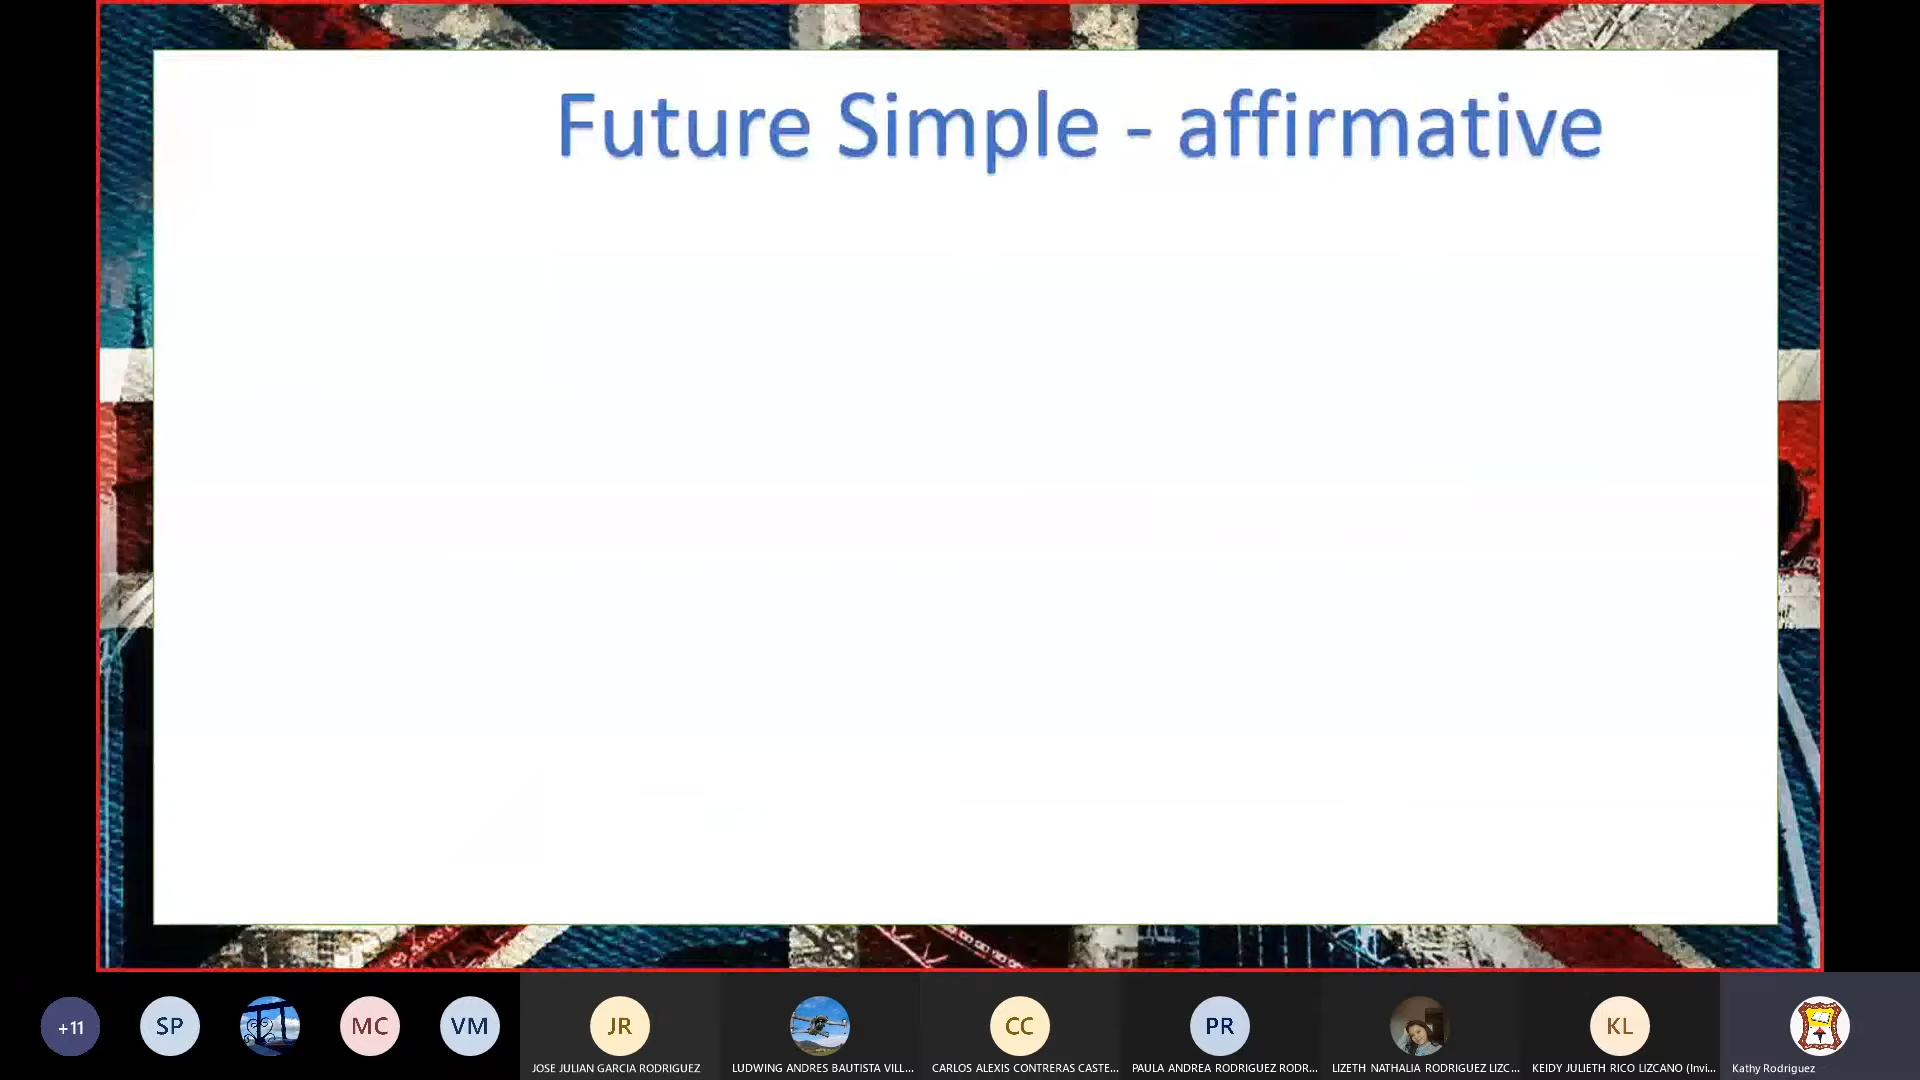 Future Simple - affirmative
+11
SP
MC
VM
JR
CC
PR
KL
JOSE JULIAN GARCIA RODRIGUEZ
LUDWING ANDRES BAUTISTA VILL...
CARLOS ALEXIS CONTRERAS CASTE...
PAULA ANDREA RODRIGUEZ RODR...
LIZETH NATHALIA RODRIGUEZ LIZC...
KEIDY JULIETH RICO LIZCANO (Invi...
Kathy Rodriguez